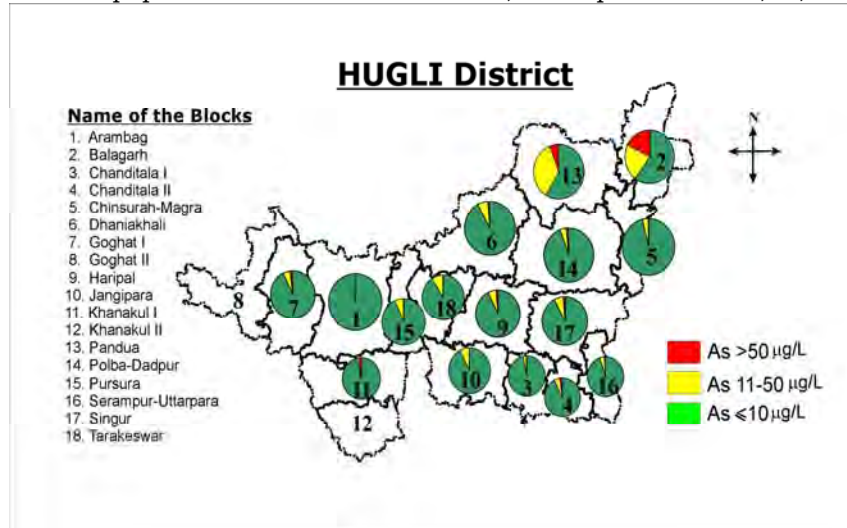 HUGLI District
Name of the Blocks
1. Arambag
2. Balagarh
3. Chanditala I
4. Chanditala II
5. Chinsurah-Magra
6. Dhaniakhali
7. Goghat I
8. Goghat II
9. Haripal
10. Jangipara
11. Khanakul I
12. Khanakul II
13. Pandua
14. Polba-Dadpur
15. Pursura
16. Serampur-Uttarpara
17. Singur
18. Tarakeswar
N
13
2
6
14
5
8
7
1
15
18
9
17
11
10
3
4
16
12
As >50 µg/L
As 11-50 µg/L
As ⩽10 µg/L